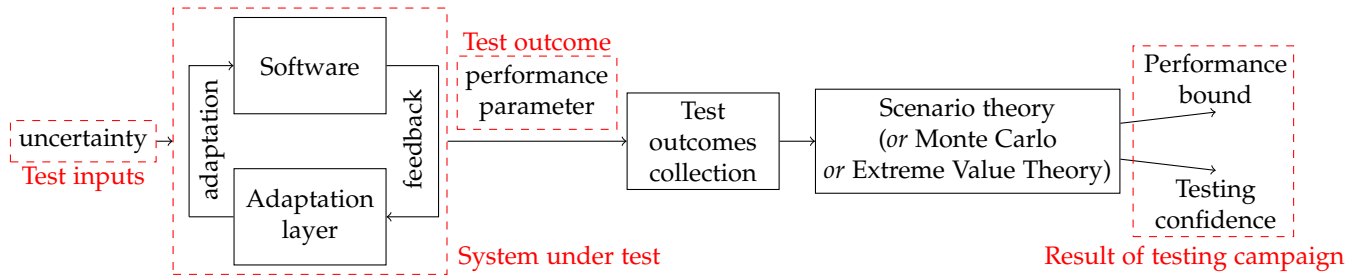 uncertainty
Test inputs
Software
adaptation
feedback
Adaptation
layer
System under test
Test outcome
performance
parameter
Test
outcomes
collection
Scenario theory
(or Monte Carlo
or Extreme Value Theory)
Performance
bound
Testing
confidence
Result of testing campaign